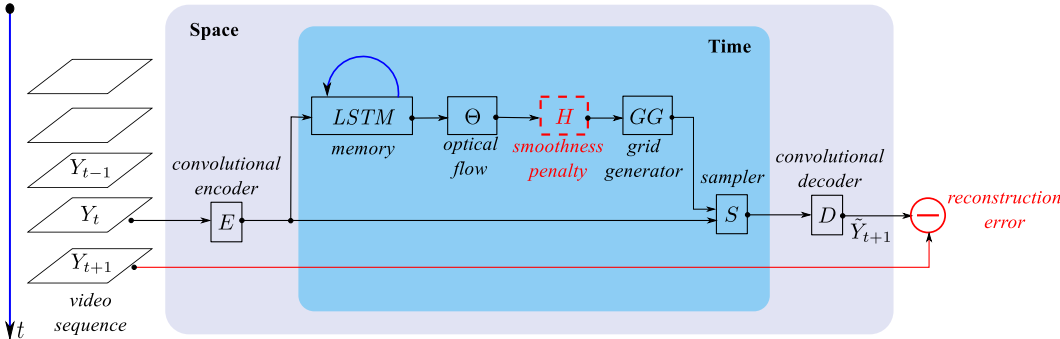 Space
Time
LSTM
memory
Θ
optical
flow
H
smoothness
penalty
GG
grid
generator
Y_{t-1}
convolutional
encoder
Y_t
E
sampler
S
convolutional
decoder
D
Ỹ_{t+1}
−
reconstruction
error
Y_{t+1}
video
sequence
t